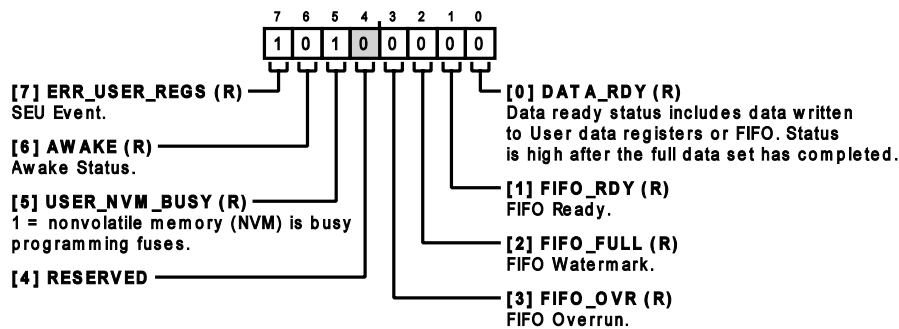 7 6 5 4 3 2 1 0
1 0 1 0 0 0 0 0
[7] ERR_USER_REGS (R)
SEU Event.
[6] AWAKE (R)
Awake Status.
[5] USER_NVM_BUSY (R)
1 = nonvolatile memory (NVM) is busy
programming fuses.
[4] RESERVED
[0] DATA_RDY (R)
Data ready status includes data written
to User data registers or FIFO. Status
is high after the full data set has completed.
[1] FIFO_RDY (R)
FIFO Ready.
[2] FIFO_FULL (R)
FIFO Watermark.
[3] FIFO_OVR (R)
FIFO Overrun.